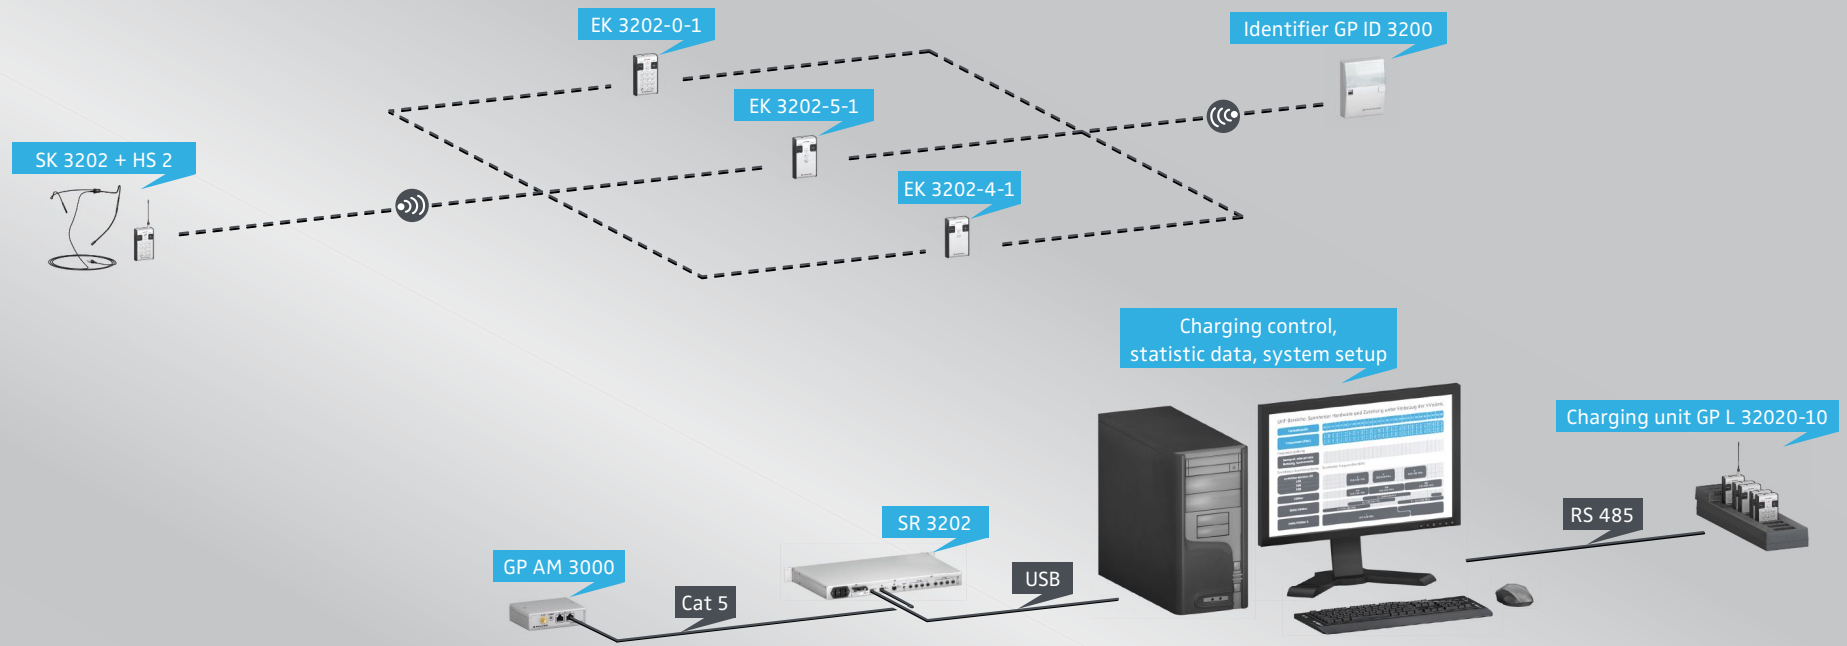 EK 3202-0-1
Identifier GP ID 3200
EK 3202-5-1
SK 3202 + HS 2
EK 3202-4-1
Charging control,
statistic data, system setup
Charging unit GP L 32020-10
RS 485
SR 3202
GP AM 3000
USB
Cat 5